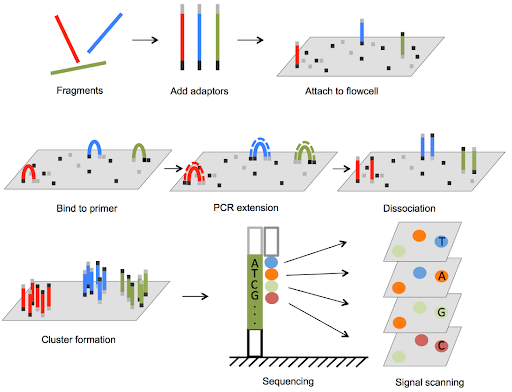 Fragments
Add adaptors
Attach to flowcell
Bind to primer
PCR extension
Dissociation
A
T
C
G
.
.
.
T
A
G
C
Cluster formation
Sequencing
Signal scanning